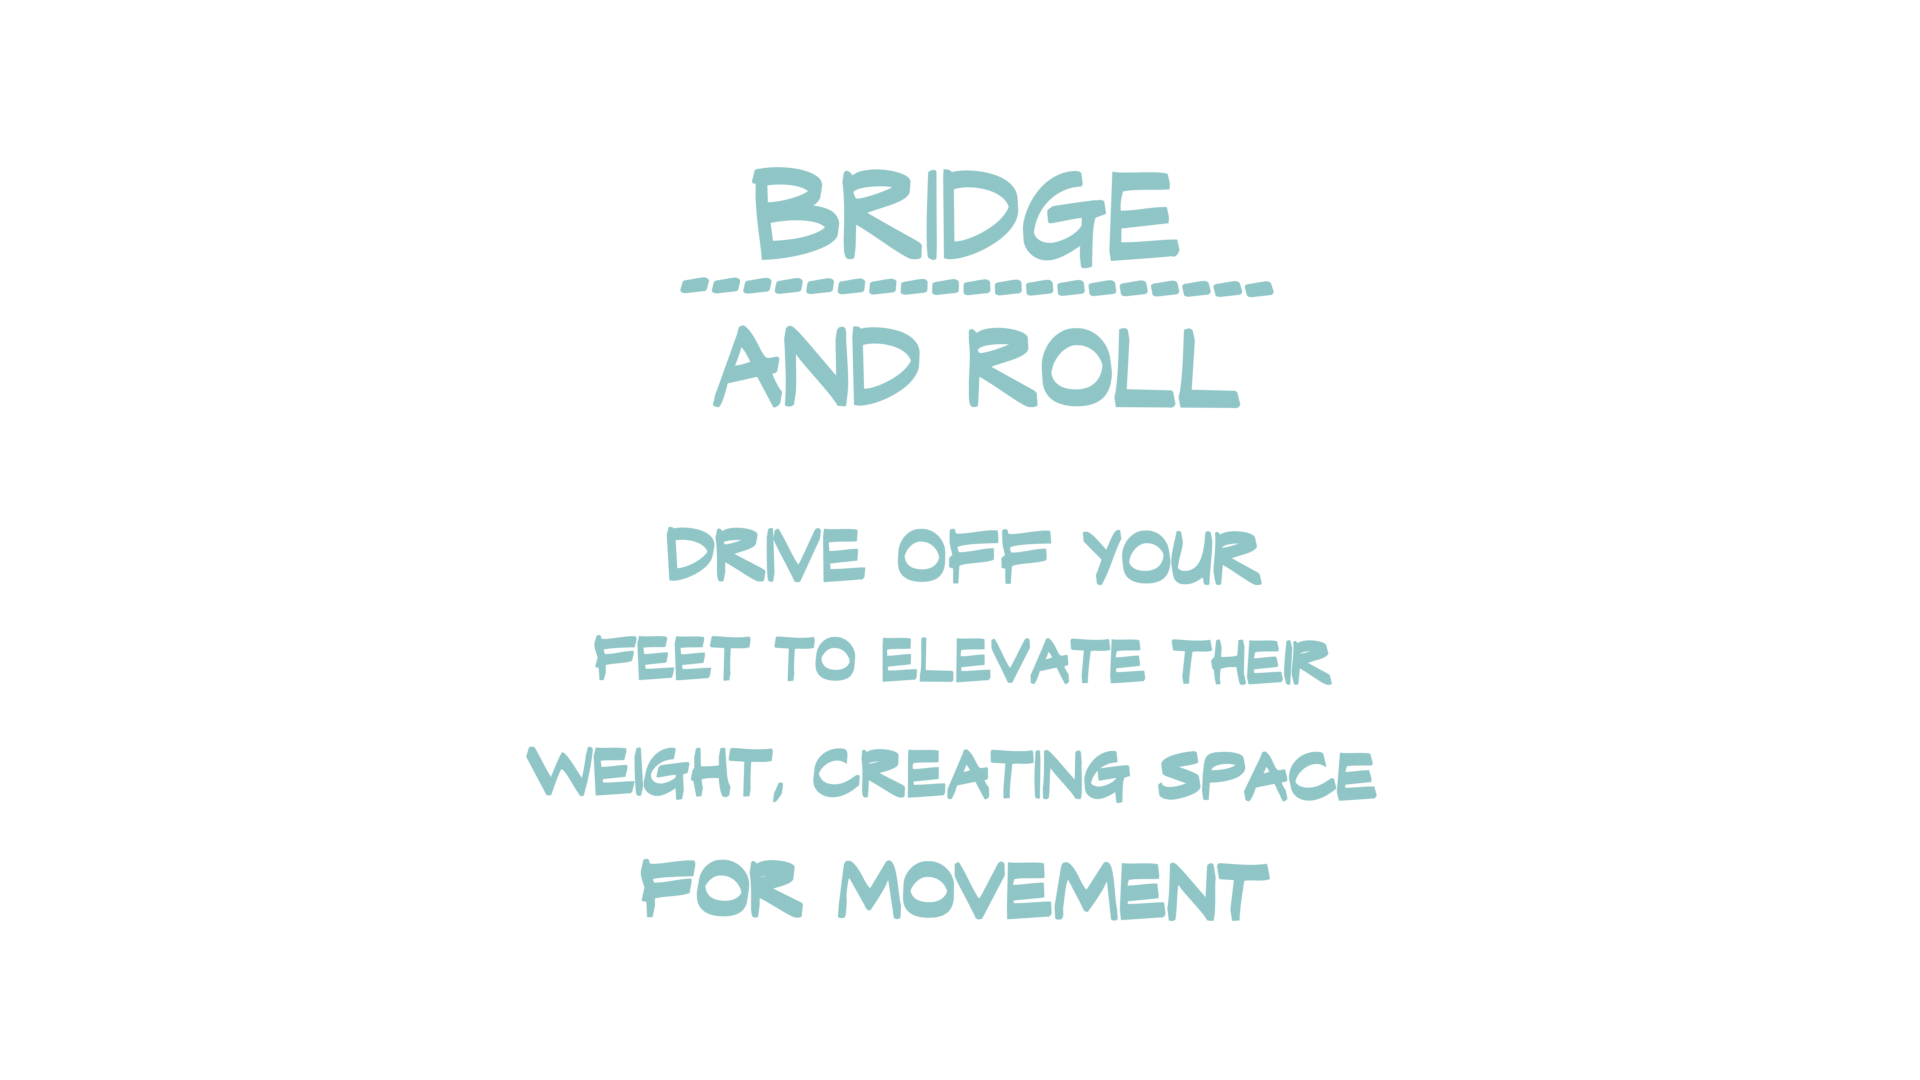 BRIDGE
AND ROLL
DRIVE OFF YOUR
FEET TO ELEVATE THEIR
WEIGHT, CREATING SPACE
FOR MOVEMENT